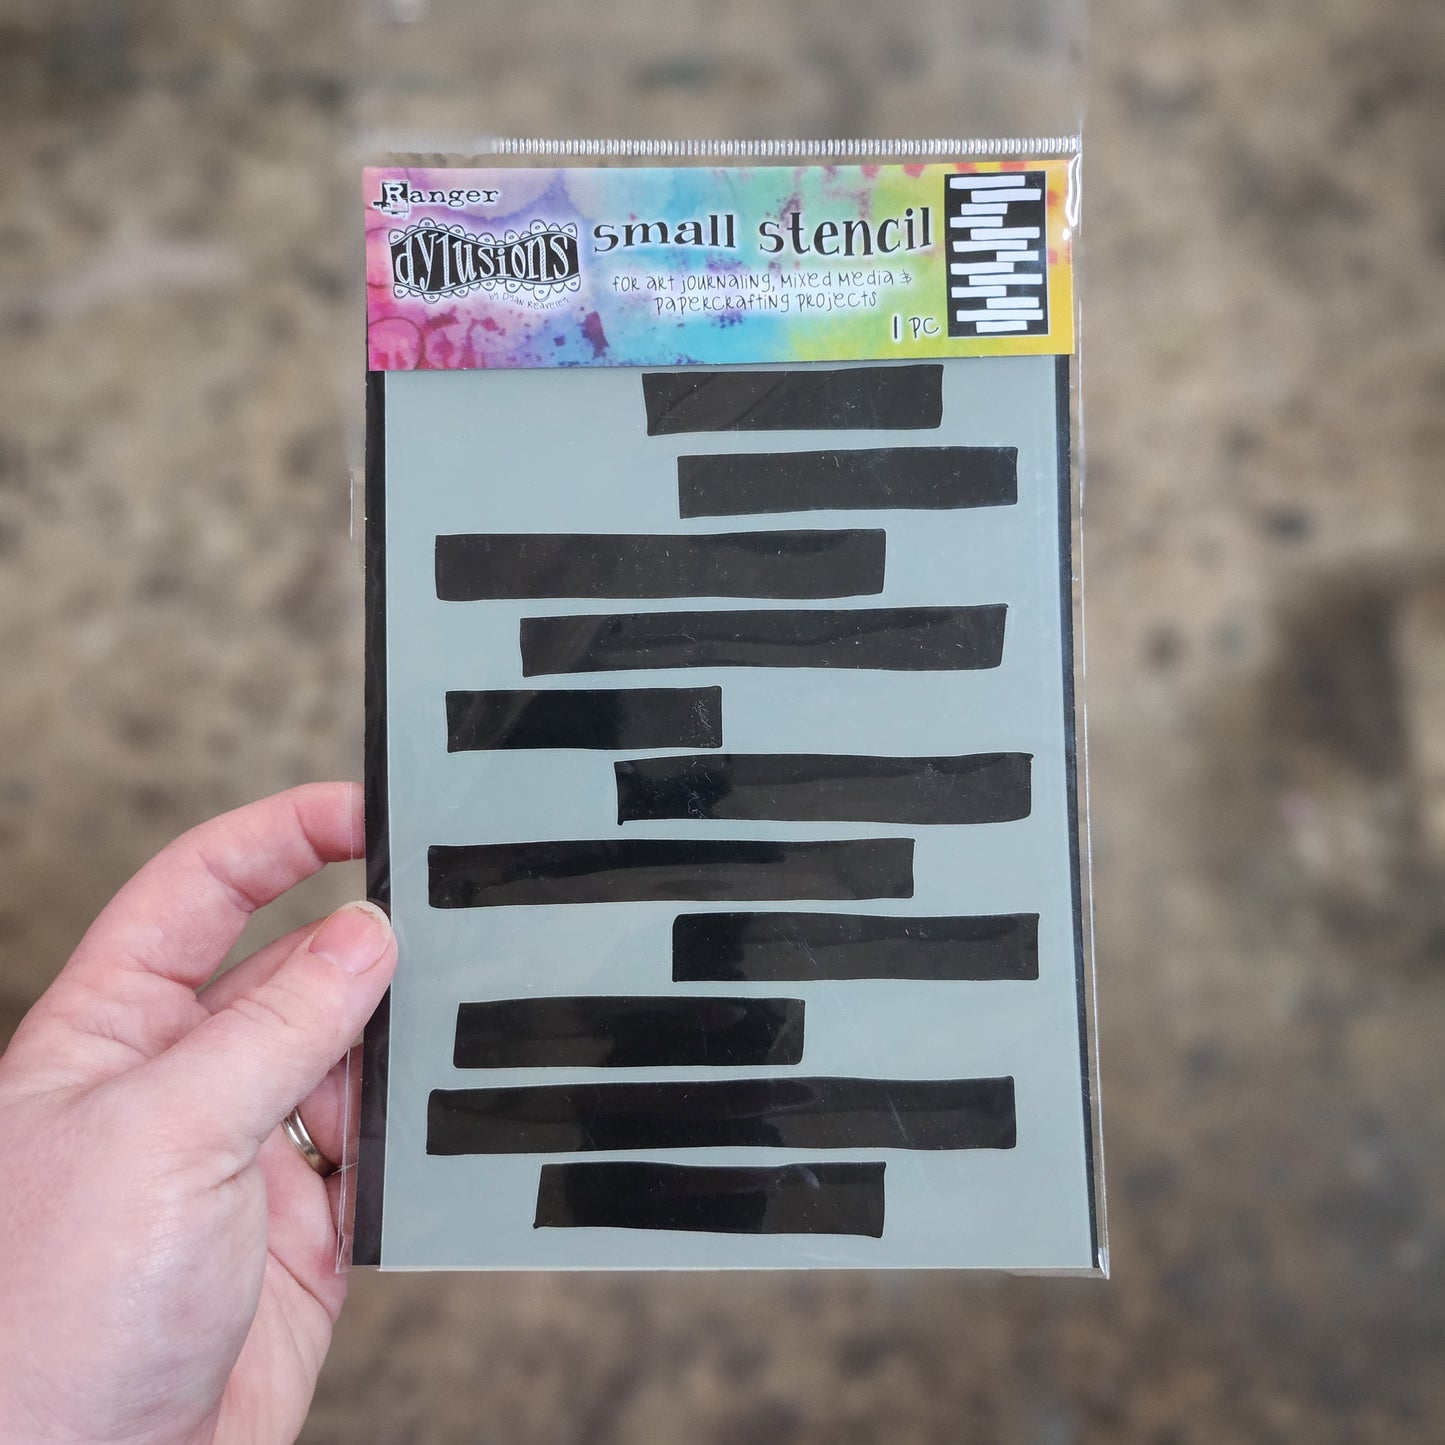 Ranger
dylusions
by Dyan Reaveley
small stencil
for art journaling, mixed media &
papercrafting projects
1 PC